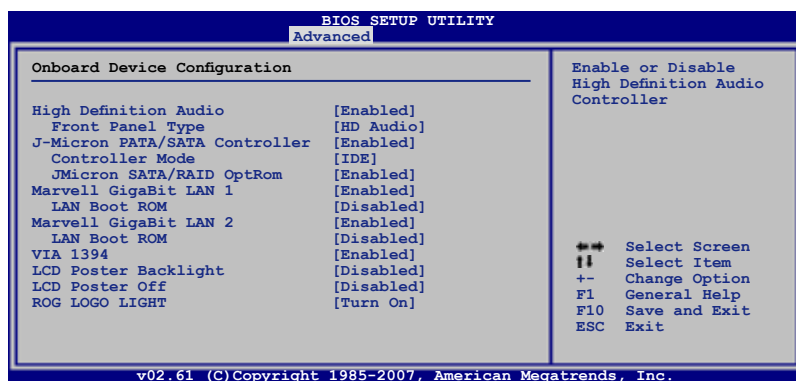 BIOS SETUP UTILITY
Advanced
Onboard Device Configuration
High Definition Audio [Enabled]
Front Panel Type [HD Audio]
J-Micron PATA/SATA Controller [Enabled]
Controller Mode [IDE]
JMicron SATA/RAID OptRom [Enabled]
Marvell GigaBit LAN 1 [Enabled]
LAN Boot ROM [Disabled]
Marvell GigaBit LAN 2 [Enabled]
LAN Boot ROM [Disabled]
VIA 1394 [Enabled]
LCD Poster Backlight [Disabled]
LCD Poster Off [Disabled]
ROG LOGO LIGHT [Turn On]
Enable or Disable
High Definition Audio
Controller
←→ Select Screen
↑↓ Select Item
+- Change Option
F1 General Help
F10 Save and Exit
ESC Exit
v02.61 (C)Copyright 1985-2007, American Megatrends, Inc.